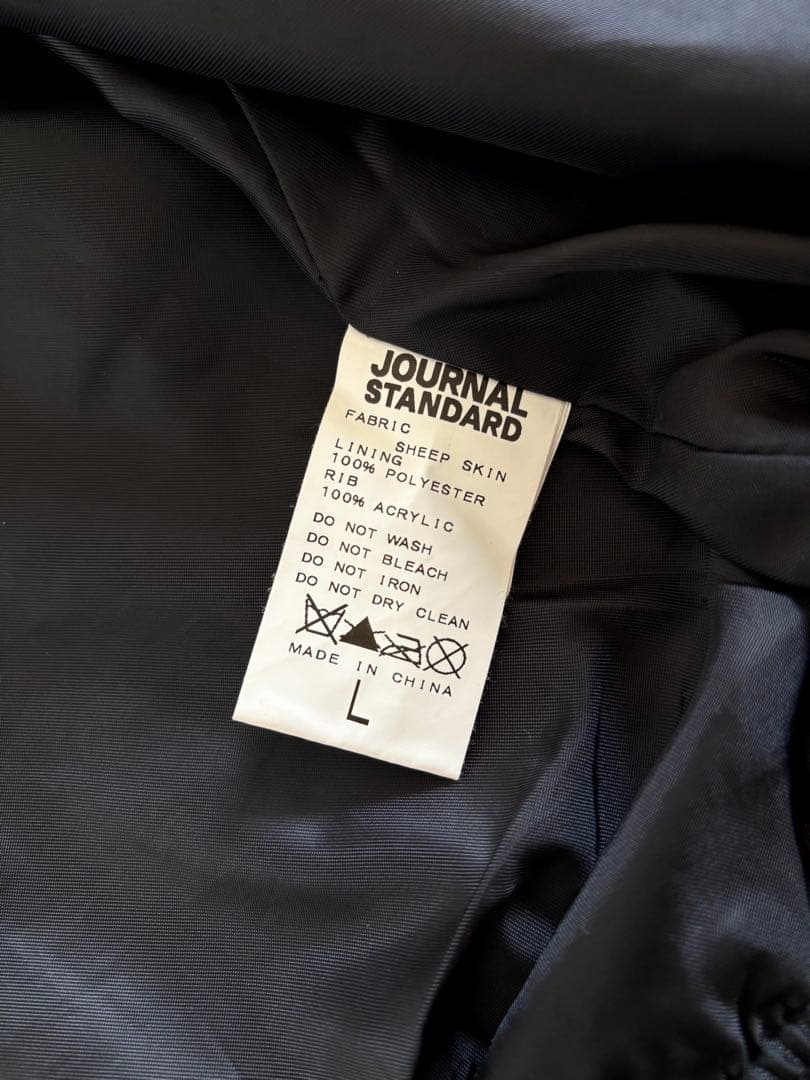 JOURNAL
STANDARD
FABRIC
SHEEP SKIN
LINING
100% POLYESTER
RIB
100% ACRYLIC
DO NOT WASH
DO NOT BLEACH
DO NOT IRON
DO NOT DRY CLEAN
MADE IN CHINA
L